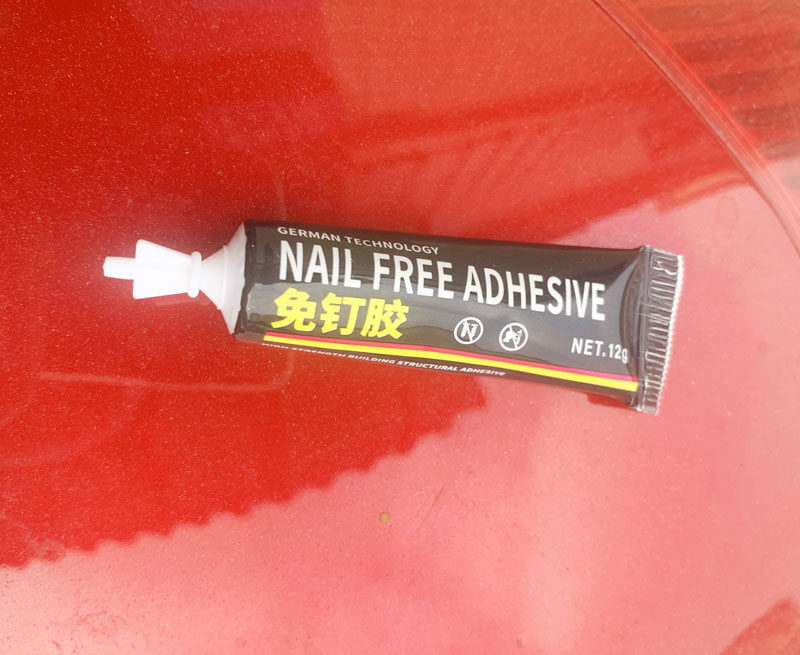 GERMAN TECHNOLOGY
NAIL FREE ADHESIVE
免钉胶
NET.12g
HIGH STRENGTH BUILDING STRUCTURAL ADHESIVE